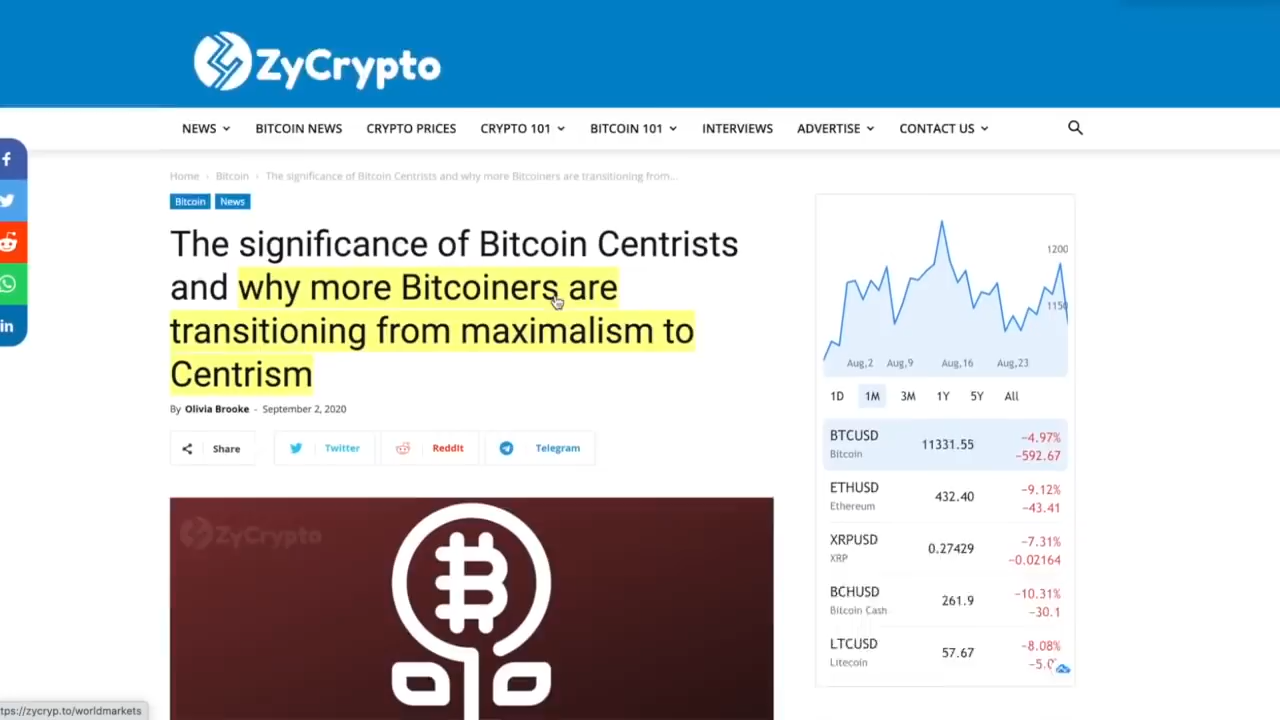 ZyCrypto
NEWS BITCOIN NEWS CRYPTO PRICES CRYPTO 101 BITCOIN 101 INTERVIEWS ADVERTISE CONTACT US
Home › Bitcoin › The significance of Bitcoin Centrists and why more Bitcoiners are transitioning from...
Bitcoin News
The significance of Bitcoin Centrists
and why more Bitcoiners are
transitioning from maximalism to
Centrism
By Olivia Brooke - September 2, 2020
Share Twitter ReddIt Telegram
ZyCrypto
f
in
1200
1150
Aug,2 Aug,9 Aug,16 Aug,23
1D 1M 3M 1Y 5Y All
BTCUSD 11331.55 −4.97%
Bitcoin −592.67
ETHUSD 432.40 −9.12%
Ethereum −43.41
XRPUSD 0.27429 −7.31%
XRP −0.02164
BCHUSD 261.9 −10.31%
Bitcoin Cash −30.1
LTCUSD 57.67 −8.08%
Litecoin −5.0
tps://zycryp.to/worldmarkets